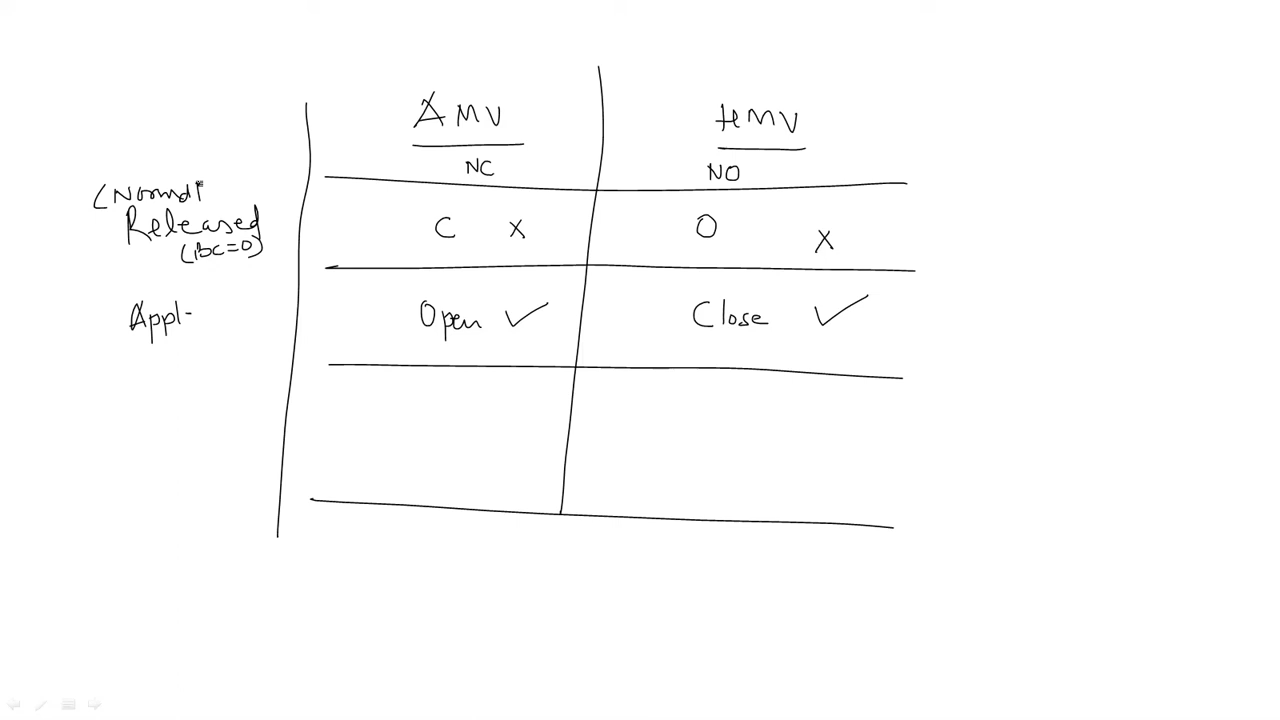 AMV HMV
NC NO
(Normal
Released C X O X
(BC=0)
Appl- Open ✓ Close ✓